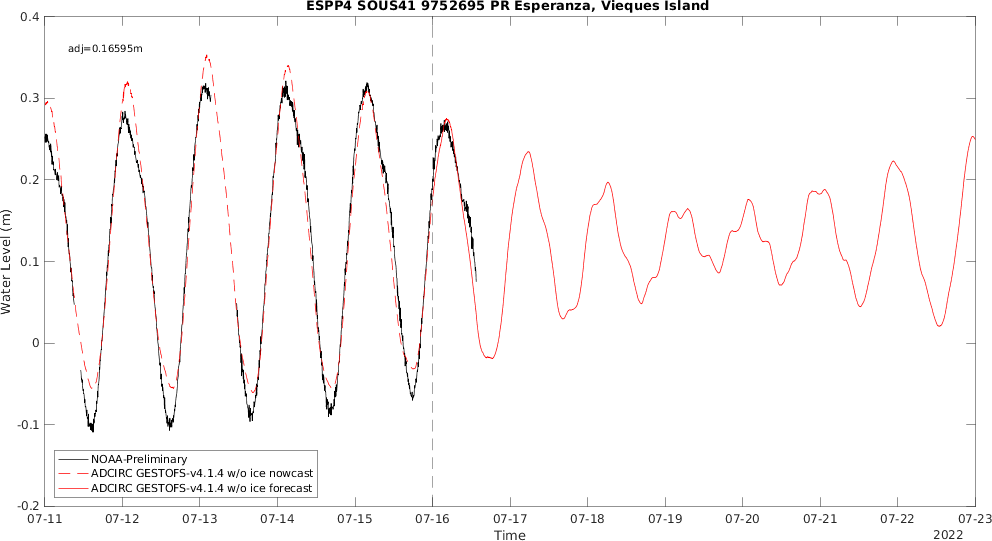 ESPP4 SOUS41 9752695 PR Esperanza, Vieques Island
adj=0.16595m
0.4
0.3
0.2
0.1
0
-0.1
-0.2
Water Level (m)
NOAA-Preliminary
ADCIRC GESTOFS-v4.1.4 w/o ice nowcast
ADCIRC GESTOFS-v4.1.4 w/o ice forecast
07-11 07-12 07-13 07-14 07-15 07-16 07-17 07-18 07-19 07-20 07-21 07-22 07-23
Time
2022